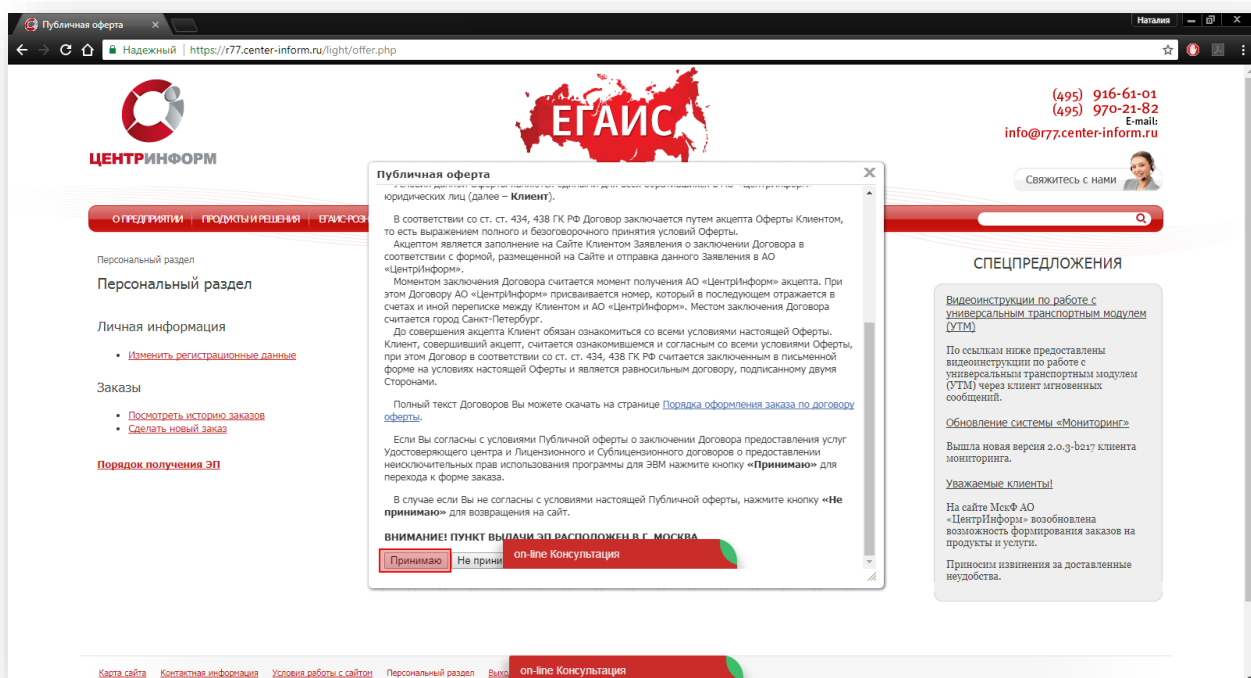 Публичная оферта
Наталия
Надежный | https://r77.center-inform.ru/light/offer.php
ЦЕНТРИНФОРМ
ЕГАИС
(495) 916-61-01
(495) 970-21-82
E-mail:
info@r77.center-inform.ru
Свяжитесь с нами
О ПРЕДПРИЯТИИ
ПРОДУКТЫ И РЕШЕНИЯ
Персональный раздел
Персональный раздел
Личная информация
Изменить регистрационные данные
Заказы
Посмотреть историю заказов
Сделать новый заказ
Порядок получения ЭП
Публичная оферта
юридических лиц (далее – Клиент).
В соответствии со ст. ст. 434, 438 ГК РФ Договор заключается путем акцепта Оферты Клиентом,
то есть выражением полного и безоговорочного принятия условий Оферты.
Акцептом является заполнение на Сайте Клиентом Заявления о заключении Договора в
соответствии с формой, размещенной на Сайте и отправка данного Заявления в АО
«ЦентрИнформ».
Моментом заключения Договора считается момент получения АО «ЦентрИнформ» акцепта. При
этом Договору АО «ЦентрИнформ» присваивается номер, который в последующем отражается в
счетах и иной переписке между Клиентом и АО «ЦентрИнформ». Местом заключения Договора
считается город Санкт-Петербург.
До совершения акцепта Клиент обязан ознакомиться со всеми условиями настоящей Оферты.
Клиент, совершивший акцепт, считается ознакомившемся и согласным со всеми условиями Оферты,
при этом Договор в соответствии со ст. ст. 434, 438 ГК РФ считается заключенным в письменной
форме на условиях настоящей Оферты и является равносильным договору, подписанному двумя
Сторонами.
Полный текст Договоров Вы можете скачать на странице Порядка оформления заказа по договору
оферты.
Если Вы согласны с условиями Публичной оферты о заключении Договора предоставления услуг
Удостоверяющего центра и Лицензионного и Сублицензионного договоров о предоставлении
неисключительных прав использования программы для ЭВМ нажмите кнопку «Принимаю» для
перехода к форме заказа.
В случае если Вы не согласны с условиями настоящей Публичной оферты, нажмите кнопку «Не
принимаю» для возвращения на сайт.
ВНИМАНИЕ! ПУНКТ ВЫДАЧИ ЭП РАСПОЛОЖЕН В Г. МОСКВА
Принимаю
Не прини
on-line Консультация
СПЕЦПРЕДЛОЖЕНИЯ
Видеоинструкции по работе с
универсальным транспортным модулем
(УТМ)
По ссылкам ниже предоставлены
видеоинструкции по работе с
универсальным транспортным модулем
(УТМ) через клиент мгновенных
сообщений.
Обновление системы «Мониторинг»
Вышла новая версия 2.0.3-b217 клиента
мониторинга.
Уважаемые клиенты!
На сайте МскФ АО
«ЦентрИнформ» возобновлена
возможность формирования заказов на
продукты и услуги.
Приносим извинения за доставленные
неудобства.
Карта сайта Контактная информация Условия работы с сайтом Персональный раздел Выхо
on-line Консультация